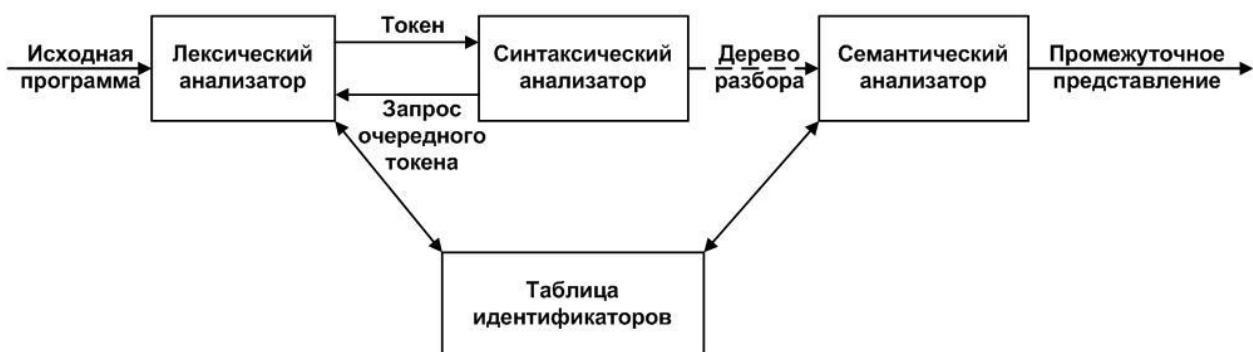 Исходная
программа
Лексический
анализатор
Токен
Запрос
очередного
токена
Синтаксический
анализатор
Дерево
разбора
Семантический
анализатор
Промежуточное
представление
Таблица
идентификаторов